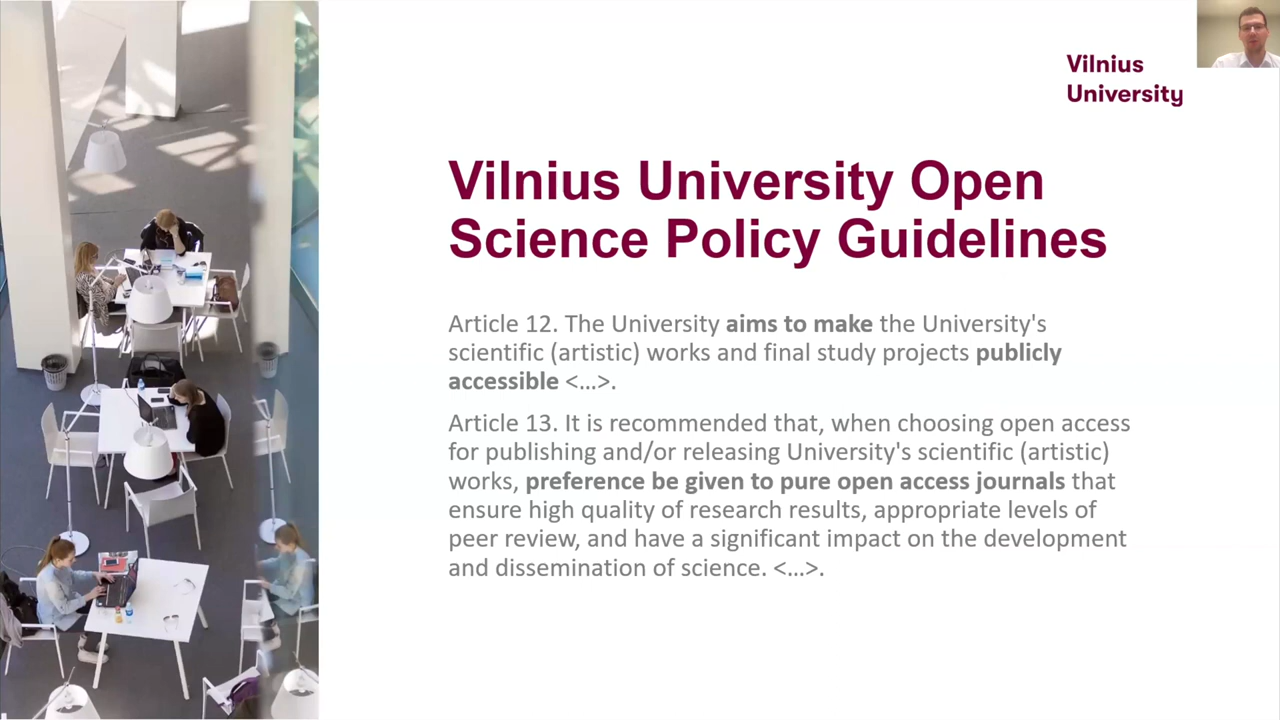 Vilnius
University
Vilnius University Open
Science Policy Guidelines
Article 12. The University aims to make the University's
scientific (artistic) works and final study projects publicly
accessible <...>.
Article 13. It is recommended that, when choosing open access
for publishing and/or releasing University's scientific (artistic)
works, preference be given to pure open access journals that
ensure high quality of research results, appropriate levels of
peer review, and have a significant impact on the development
and dissemination of science. <...>.